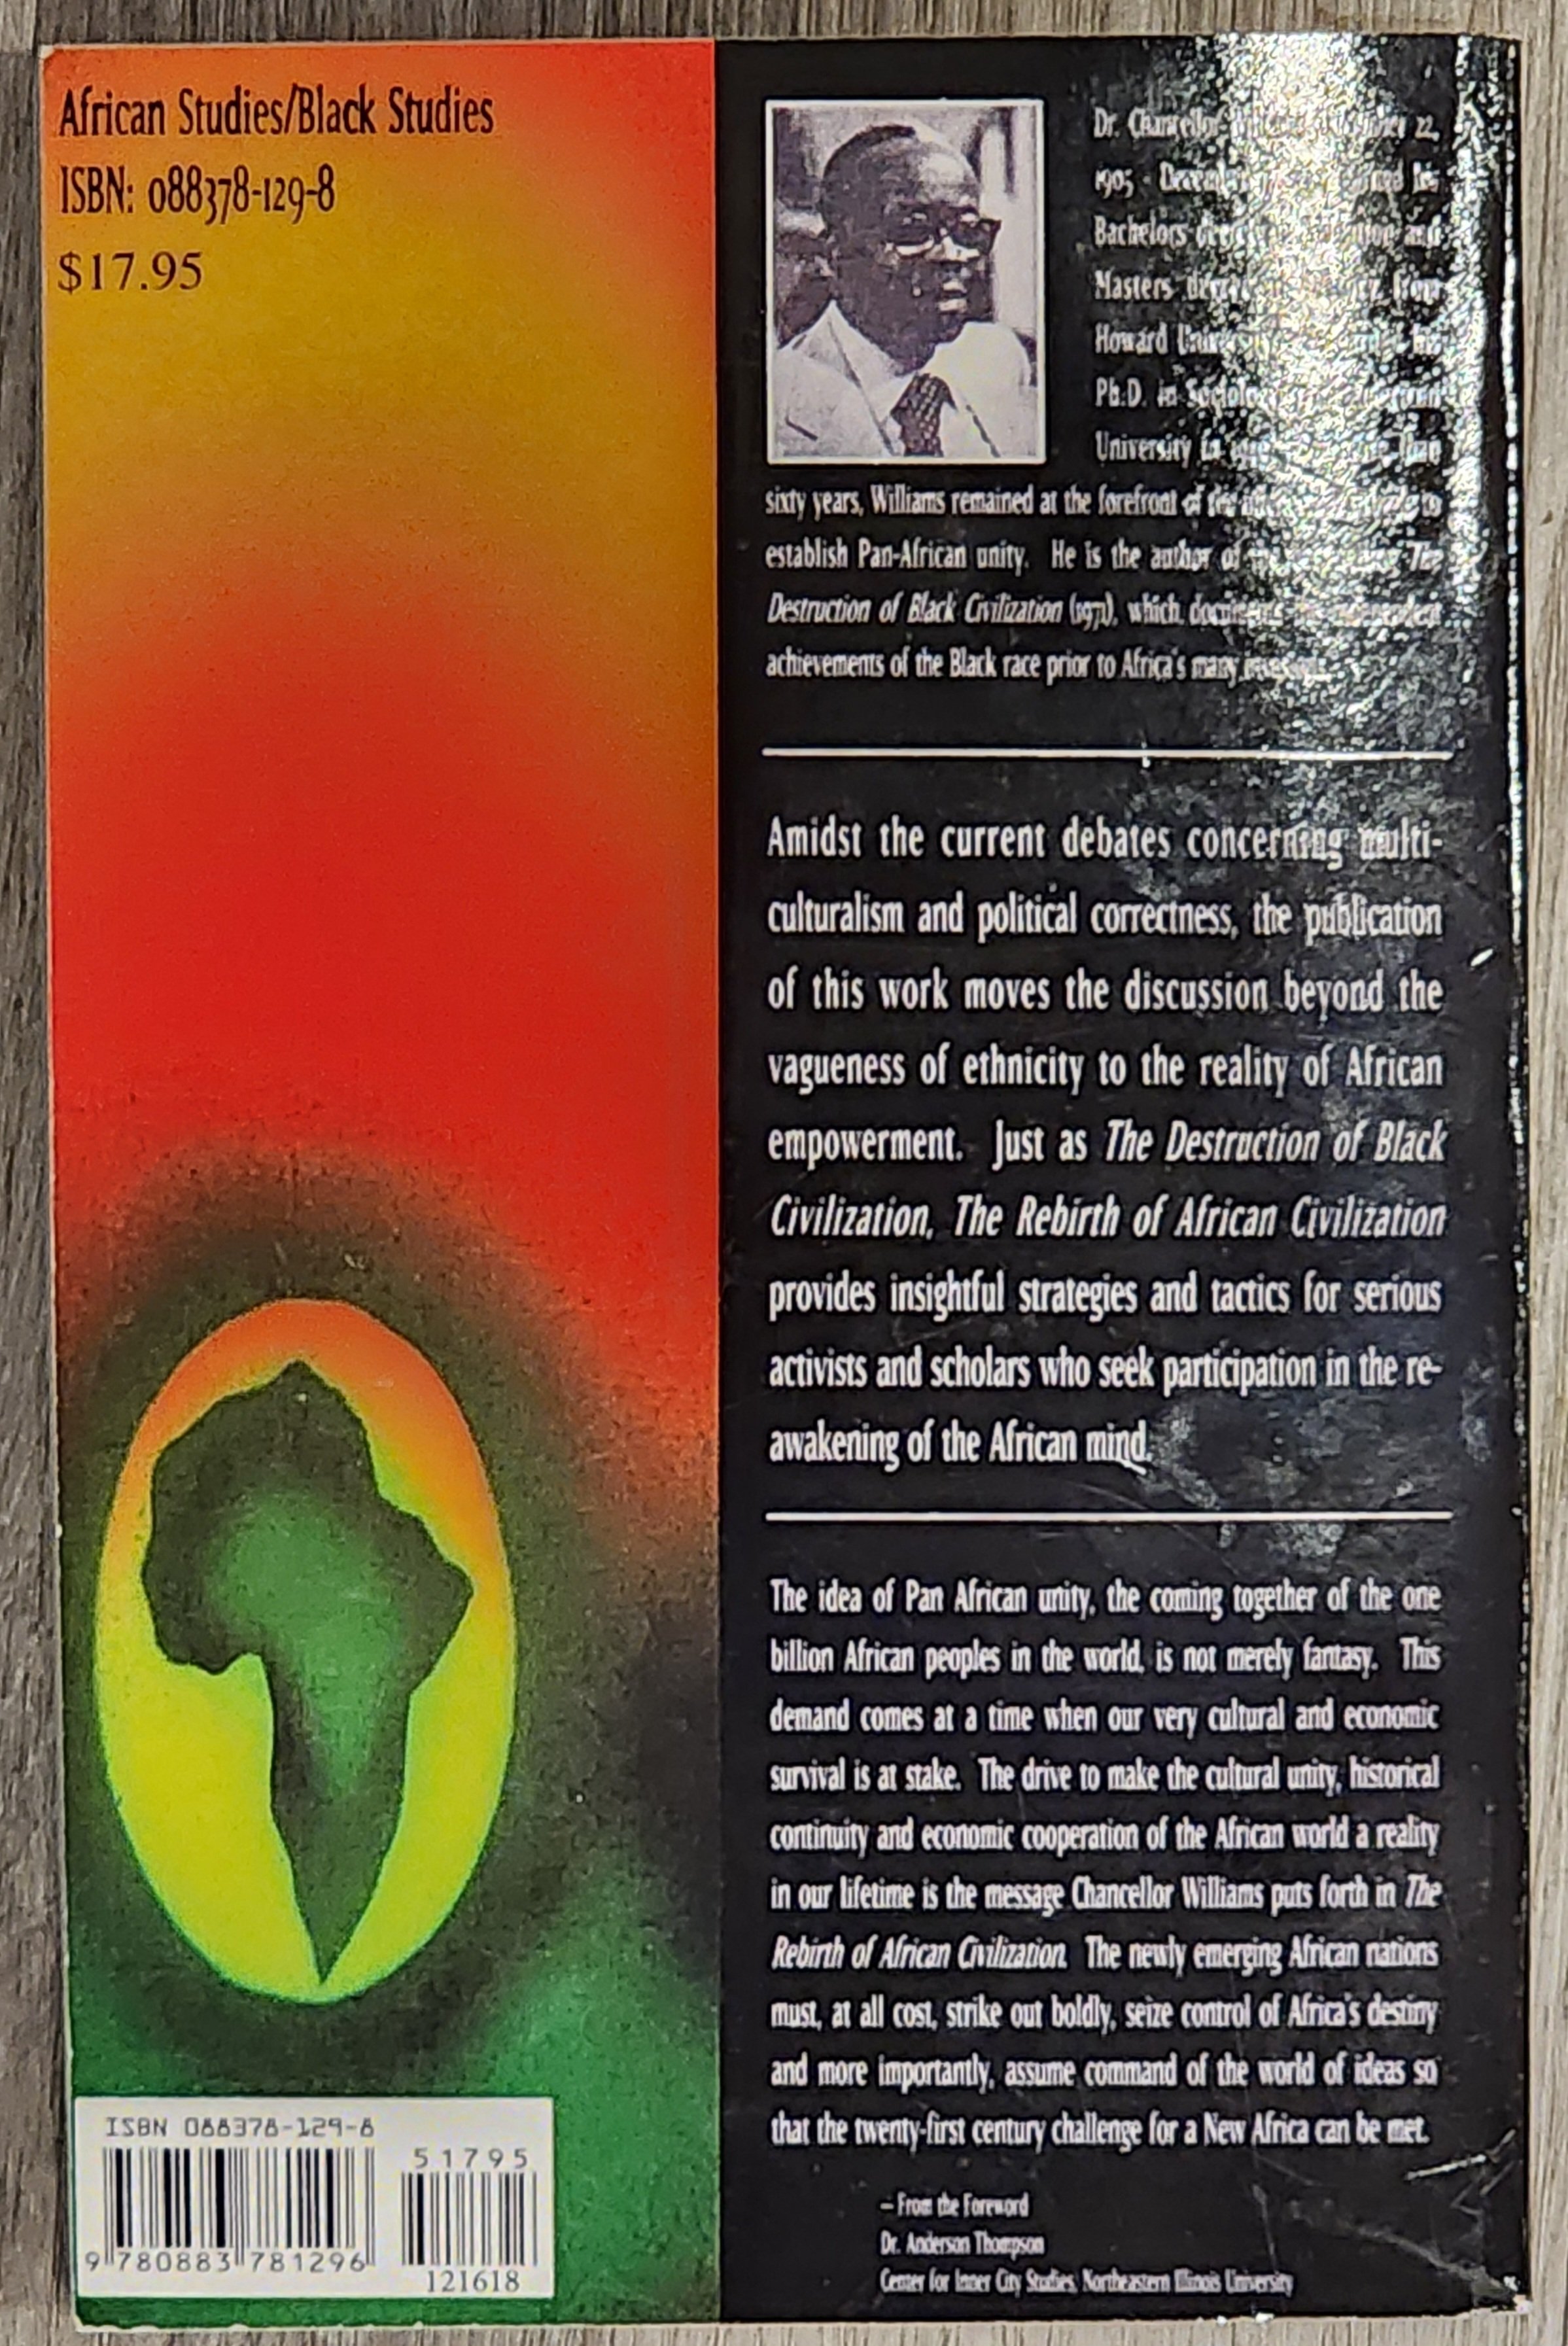 African Studies/Black Studies
ISBN: 088378-129-8
$17.95
Dr. Chancellor 22,
1905 -
Bachelors and
Masters from
Howard
Ph.D. in
University
sixty years, Williams remained at the forefront of to
establish Pan-African unity. He is the author of The
Destruction of Black Civilization (1971), which
achievements of the Black race prior to Africa's many
Amidst the current debates concerning multi-
culturalism and political correctness, the publication
of this work moves the discussion beyond the
vagueness of ethnicity to the reality of African
empowerment. Just as The Destruction of Black
Civilization, The Rebirth of African Civilization
provides insightful strategies and tactics for serious
activists and scholars who seek participation in the re-
awakening of the African mind.
The idea of Pan African unity, the coming together of the one
billion African peoples in the world, is not merely fantasy. This
demand comes at a time when our very cultural and economic
survival is at stake. The drive to make the cultural unity, historical
continuity and economic cooperation of the African world a reality
in our lifetime is the message Chancellor Williams puts forth in The
Rebirth of African Civilization. The newly emerging African nations
must, at all cost, strike out boldly, seize control of Africa's destiny
and more importantly, assume command of the world of ideas so
that the twenty-first century challenge for a New Africa can be met.
– From the Foreword
Dr. Anderson Thompson
Center for Inner City Studies, Northeastern Illinois University
ISBN 088378-129-8
51795
9 780883 781296
121618